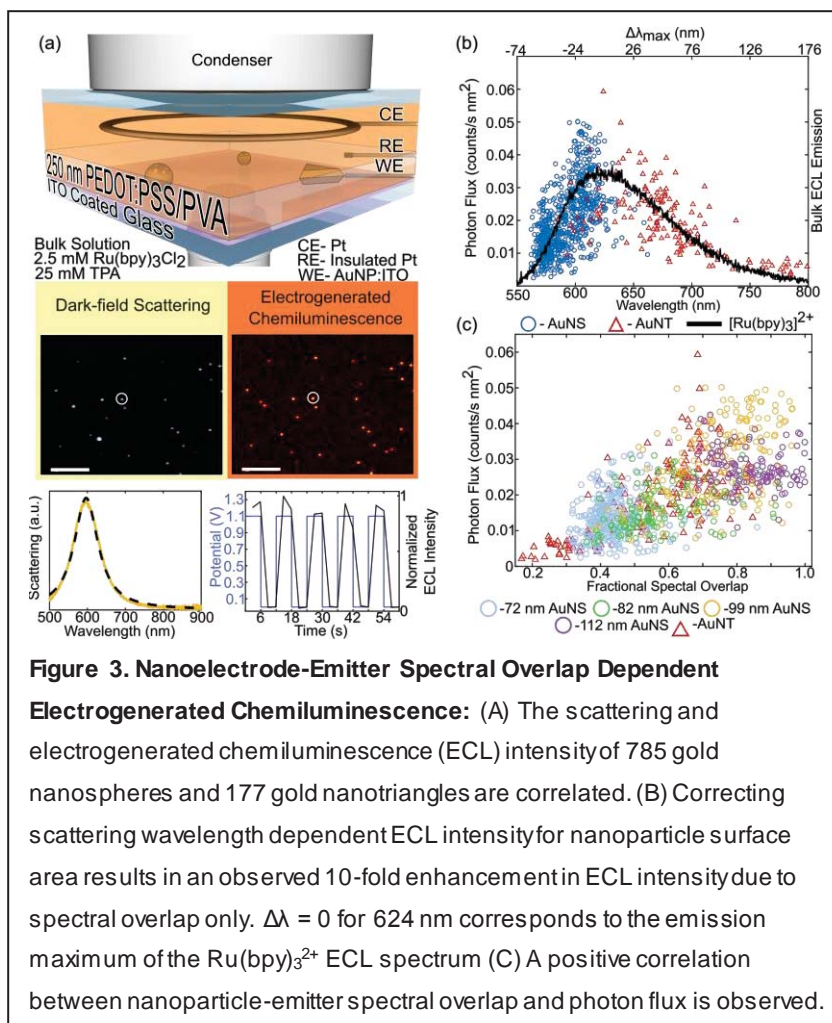 (a)
Condenser
CE
RE
WE
250 nm PEDOT:PSS/PVA
ITO Coated Glass
Bulk Solution
2.5 mM Ru(bpy)3Cl2
25 mM TPA
CE- Pt
RE- Insulated Pt
WE- AuNP:ITO
Dark-field Scattering
Electrogenerated
Chemiluminescence
Scattering (a.u.)
500 600 700 800 900
Wavelength (nm)
Potential (V)
1.3
1.1
0.9
0.7
0.5
0.3
0.1
6 18 30 42 54
Time (s)
1
0
Normalized
ECL Intensity
(b)
Δλmax (nm)
-74 -24 26 76 126 176
Photon Flux (counts/s nm2)
0.06
0.05
0.04
0.03
0.02
0.01
550 600 650 700 750 800
Wavelength (nm)
Bulk ECL Emission
- AuNS - AuNT [Ru(bpy)3]2+
(c)
Photon Flux (counts/s nm2)
0.06
0.05
0.04
0.03
0.02
0.01
0
0.2 0.4 0.6 0.8 1.0
Fractional Spectal Overlap
-72 nm AuNS -82 nm AuNS -99 nm AuNS
-112 nm AuNS -AuNT
Figure 3. Nanoelectrode-Emitter Spectral Overlap Dependent
Electrogenerated Chemiluminescence: (A) The scattering and
electrogenerated chemiluminescence (ECL) intensity of 785 gold
nanospheres and 177 gold nanotriangles are correlated. (B) Correcting
scattering wavelength dependent ECL intensity for nanoparticle surface
area results in an observed 10-fold enhancement in ECL intensity due to
spectral overlap only. Δλ = 0 for 624 nm corresponds to the emission
maximum of the Ru(bpy)₃²⁺ ECL spectrum (C) A positive correlation
between nanoparticle-emitter spectral overlap and photon flux is observed.